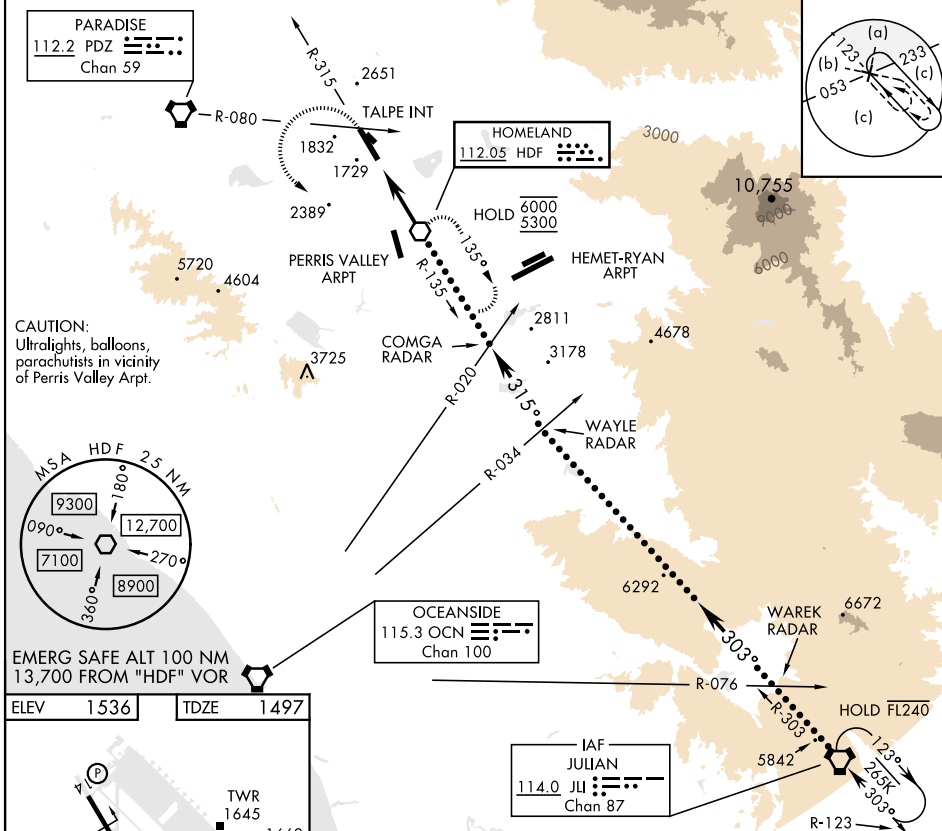 PARADISE
112.2 PDZ
Chan 59
R-315
2651
TALPE INT
R-080
1832
1729
2389
HOMELAND
112.05 HDF
HOLD 6000
5300
3000
10,755
9000
6000
(a)
123
233
(b)
(c)
053
(c)
PERRIS VALLEY
ARPT
135°
R-135
HEMET-RYAN
ARPT
5720
4604
CAUTION:
Ultralights, balloons,
parachutists in vicinity
of Perris Valley Arpt.
3725
COMGA
RADAR
2811
3178
4678
R-020
315°
WAYLE
RADAR
R-034
MSA HDF 25 NM
180°
9300
12,700
090°
270°
7100
8900
360°
6292
WAREK
RADAR
6672
303°
EMERG SAFE ALT 100 NM
13,700 FROM "HDF" VOR
OCEANSIDE
115.3 OCN
Chan 100
R-076
R-303
HOLD FL240
5842
123°
265K
303°
R-123
IAF
JULIAN
114.0 JLI
Chan 87
ELEV 1536
TDZE 1497
P
14
TWR
1645